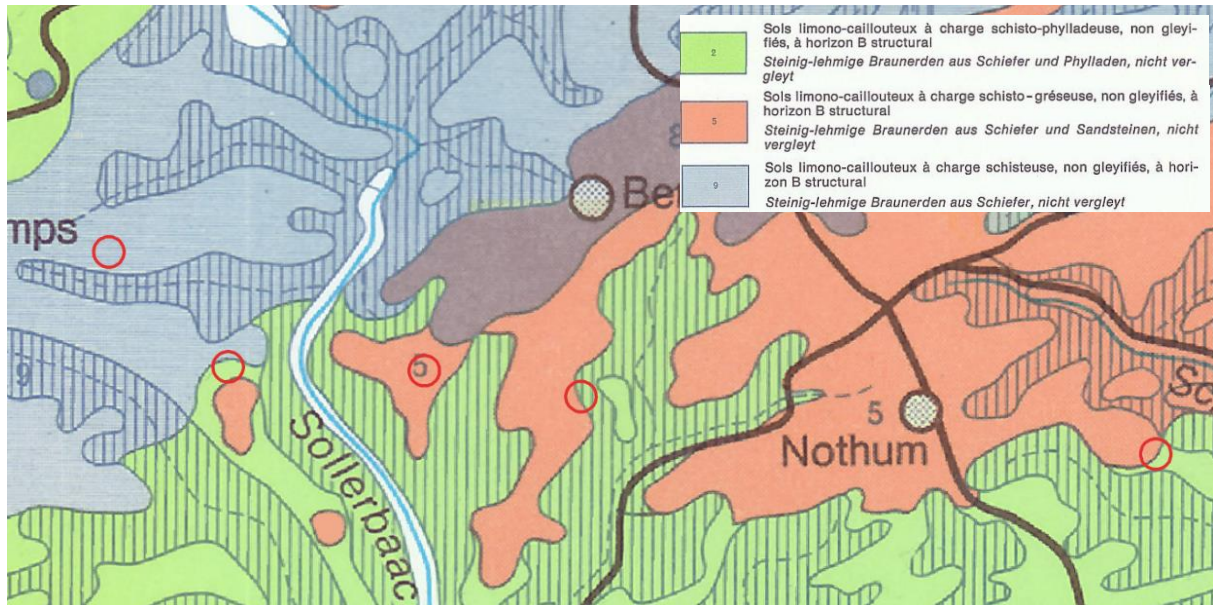 Sols limono-caillouteux à charge schisto-phylladeuse, non gleyi-
fiés, à horizon B structural
2
Steinig-lehmige Braunerden aus Schiefer und Phylladen, nicht ver-
gleyt
Sols limono-caillouteux à charge schisto-gréseuse, non gleyifiés, à
horizon B structural
5
Steinig-lehmige Braunerden aus Schiefer und Sandsteinen, nicht
vergleyt
Sols limono-caillouteux à charge schisteuse, non gleyifiés, à hori-
zon B structural
9
Steinig-lehmige Braunerden aus Schiefer, nicht vergleyt
mps
Ber
9
5
5
Nothum
Sollerbaac
Sc